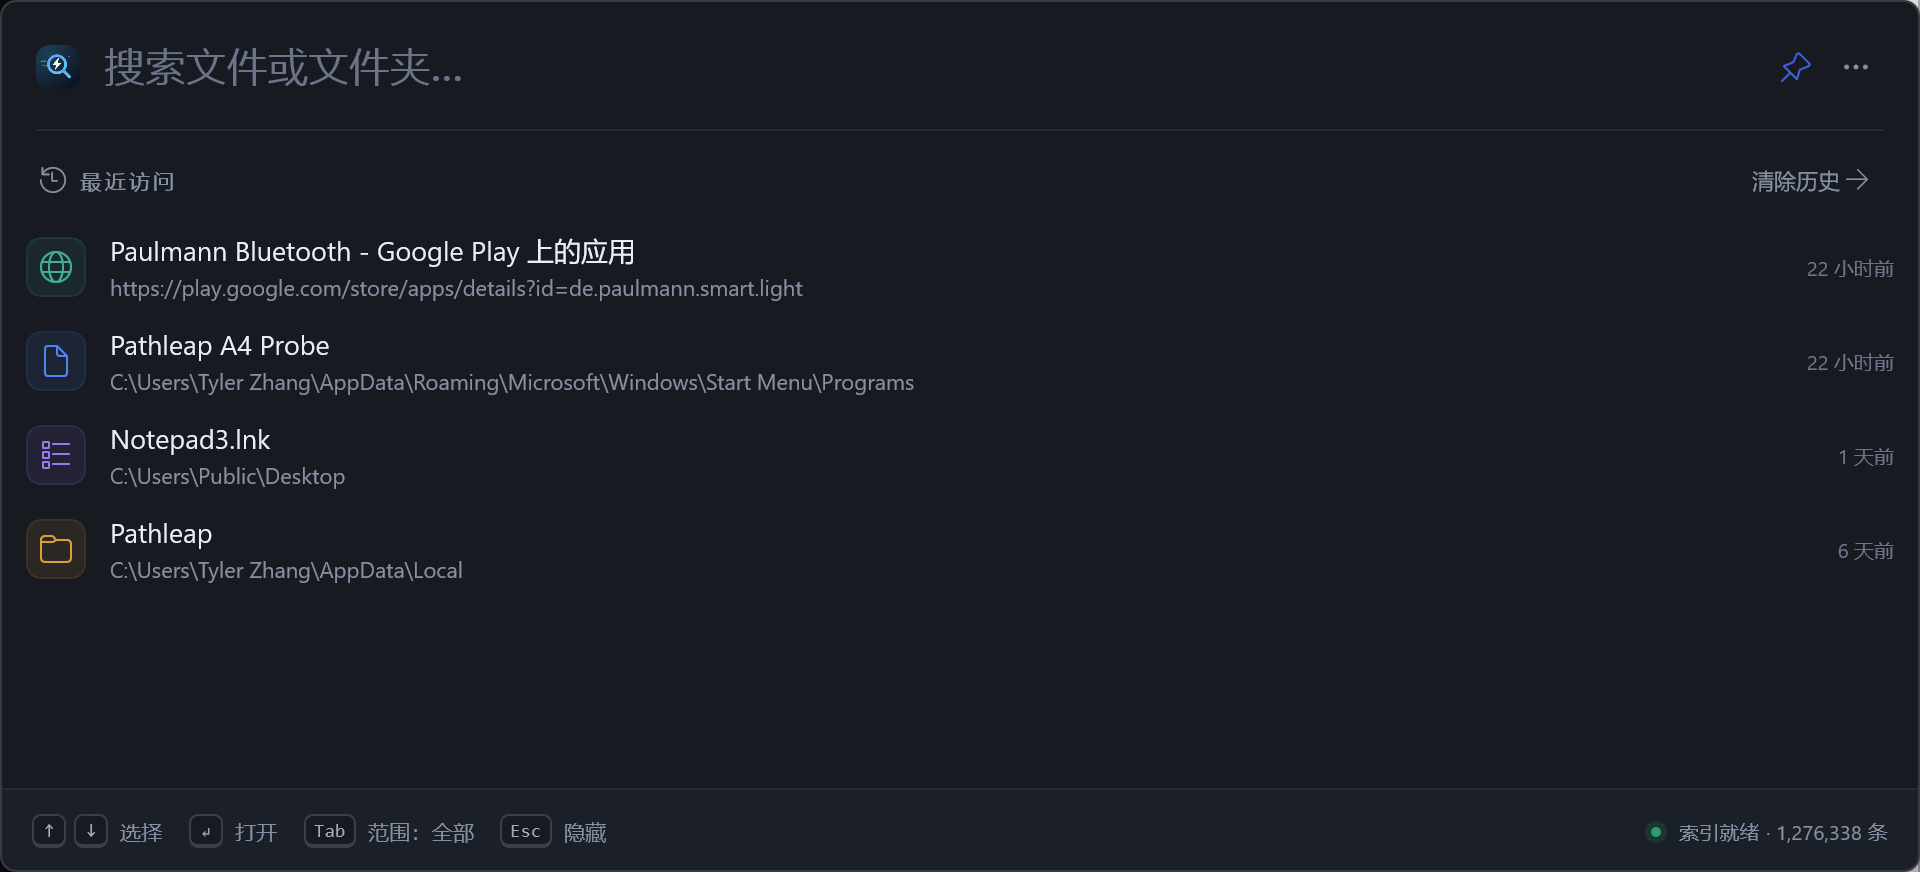 搜索文件或文件夹...
最近访问
清除历史
Paulmann Bluetooth - Google Play 上的应用
https://play.google.com/store/apps/details?id=de.paulmann.smart.light
22 小时前
Pathleap A4 Probe
C:\Users\Tyler Zhang\AppData\Roaming\Microsoft\Windows\Start Menu\Programs
22 小时前
Notepad3.lnk
C:\Users\Public\Desktop
1 天前
Pathleap
C:\Users\Tyler Zhang\AppData\Local
6 天前
↑ ↓ 选择 ↵ 打开 Tab 范围：全部 Esc 隐藏
索引就绪 · 1,276,338 条